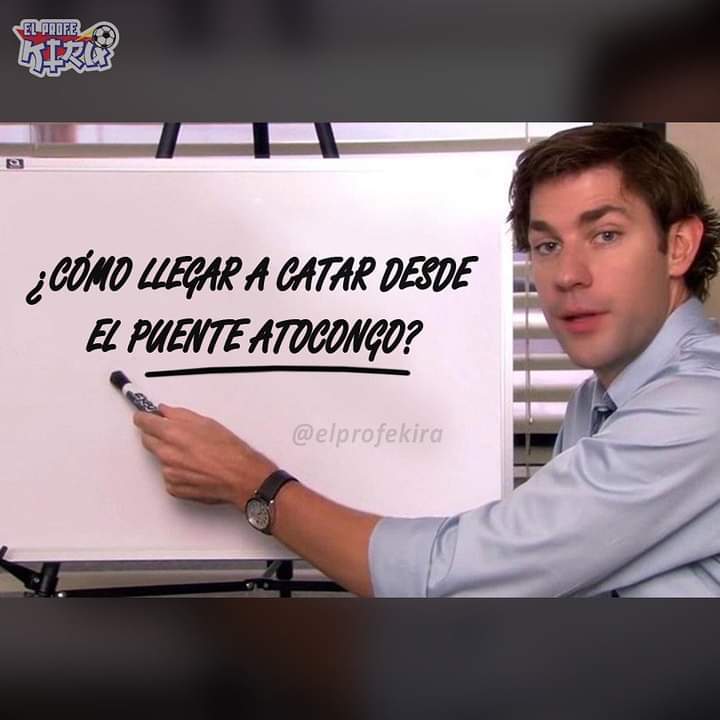 EL PROFE
KIRA
¿CÓMO LLEGAR A CATAR DESDE
EL PUENTE ATOCONGO?
@elprofekira